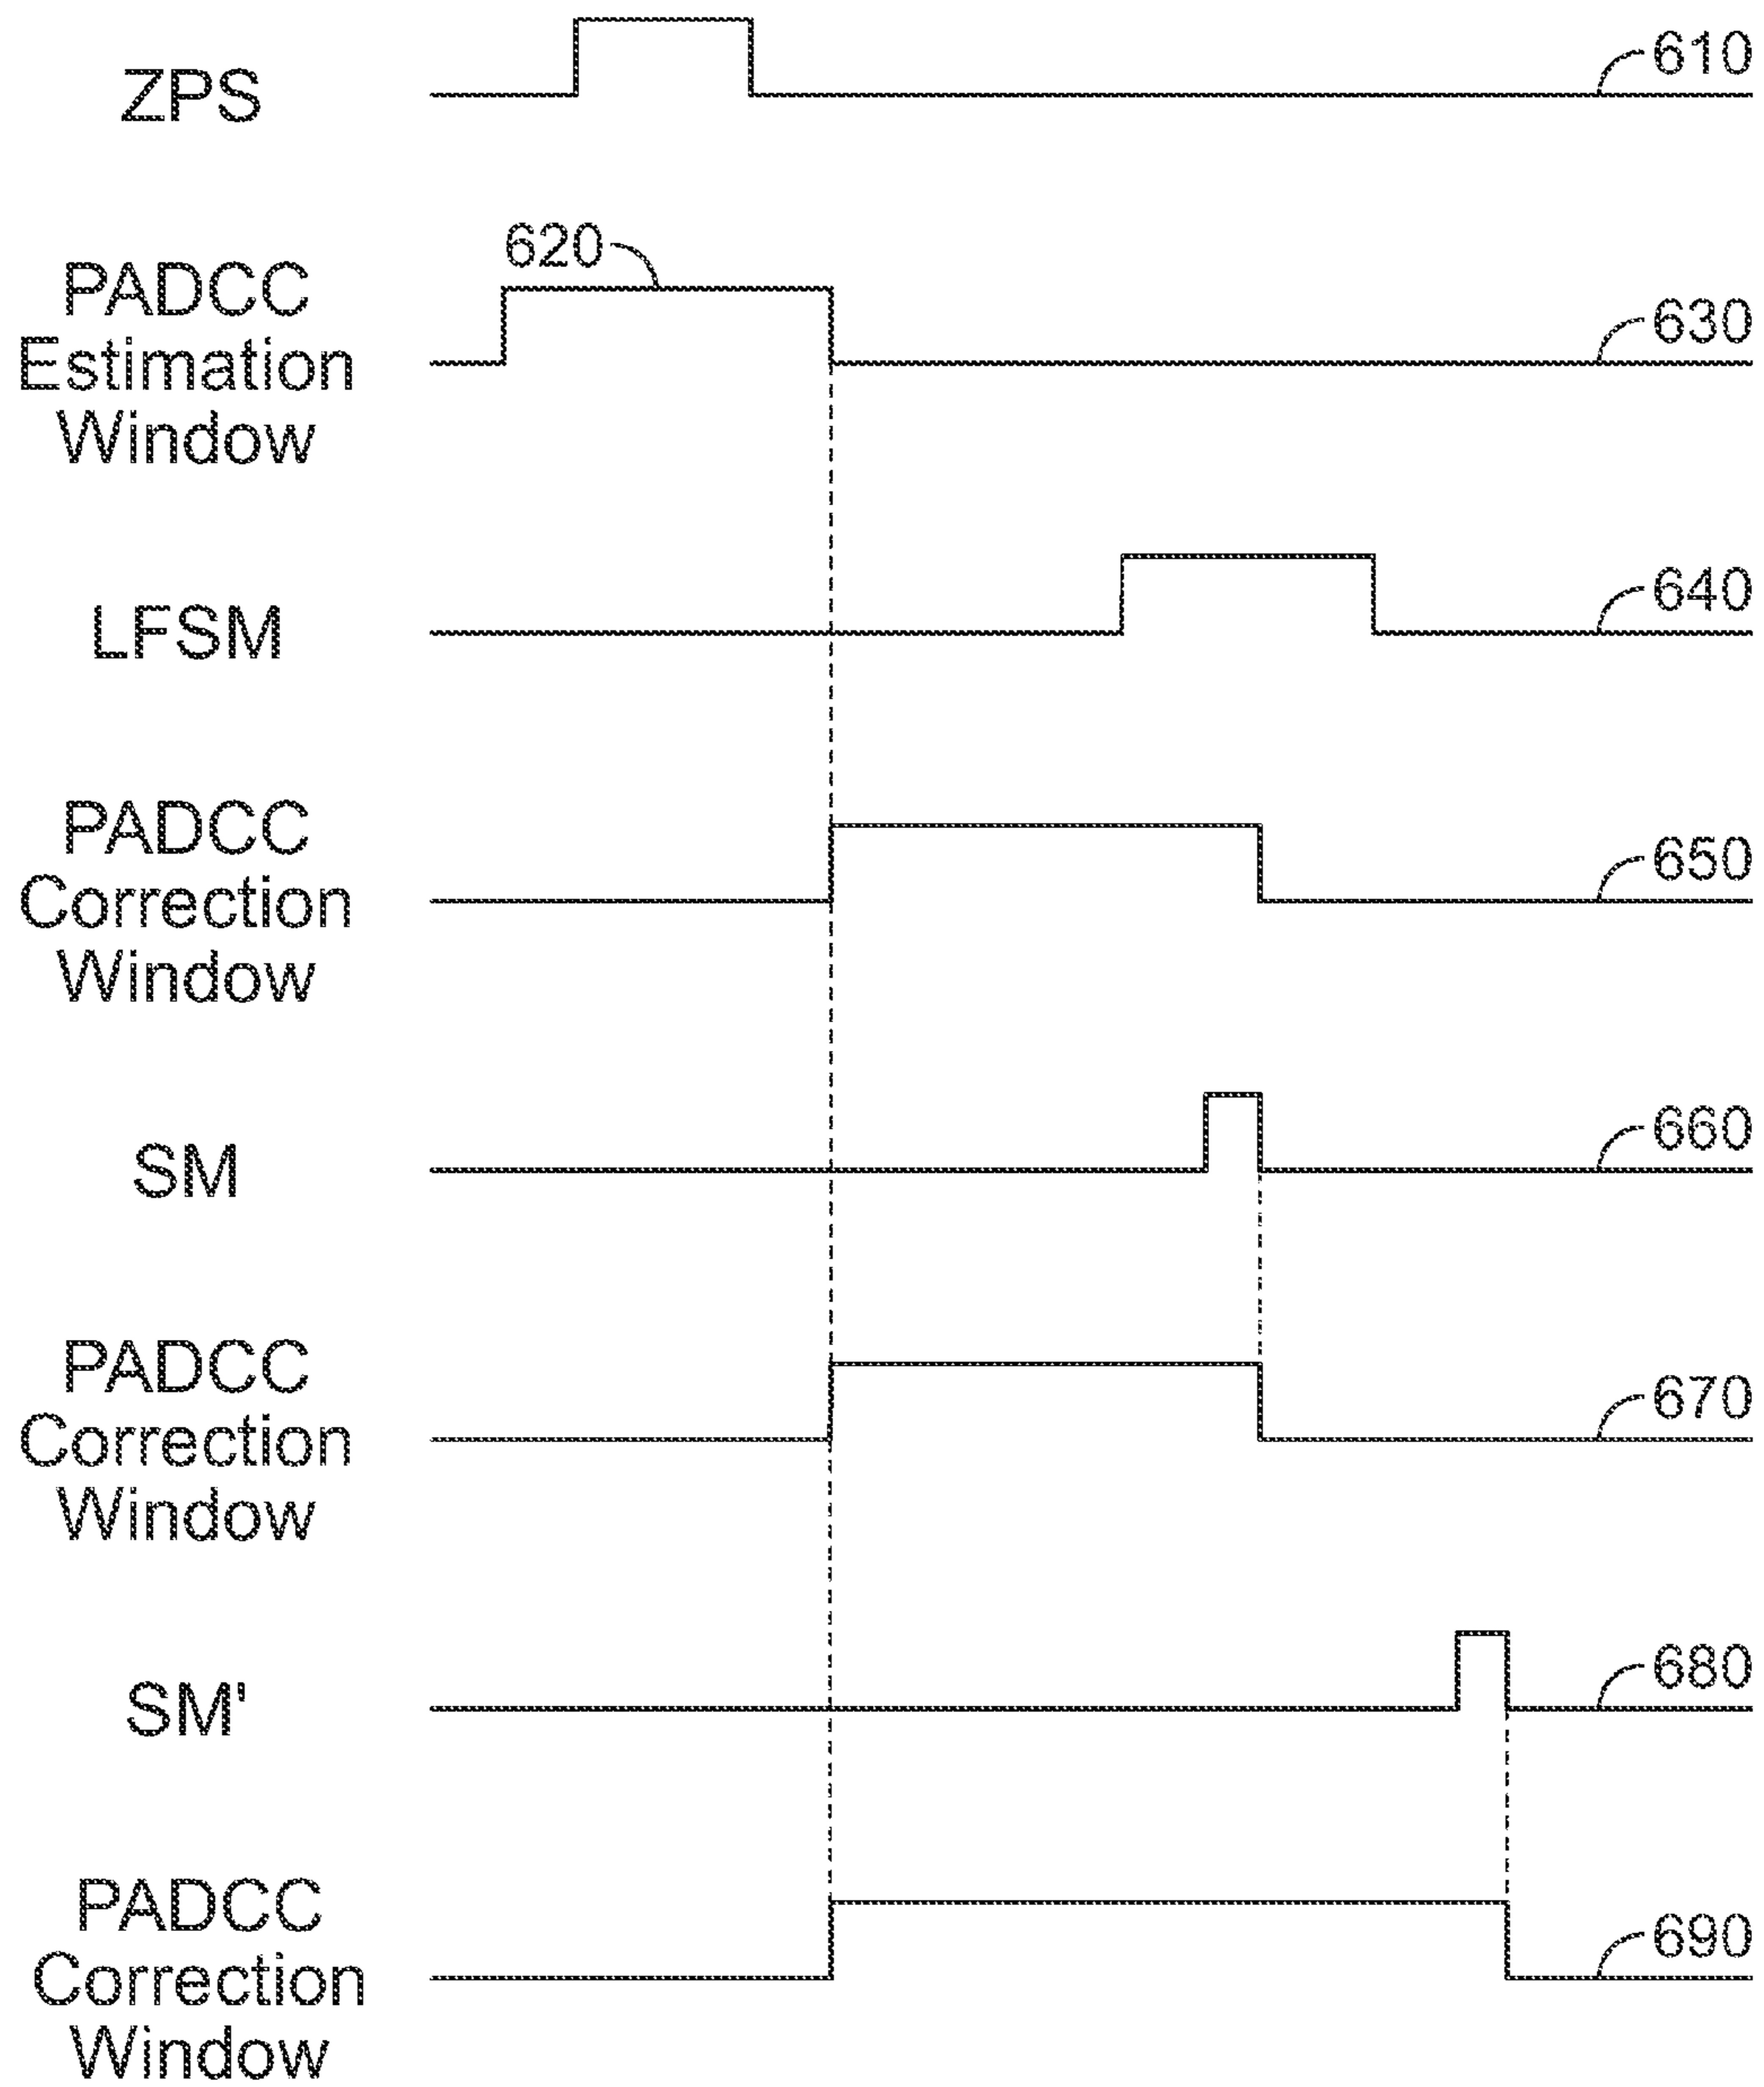 ZPS
610
PADCC
Estimation
Window
620
630
LFSM
640
PADCC
Correction
Window
650
SM
660
PADCC
Correction
Window
670
SM'
680
PADCC
Correction
Window
690